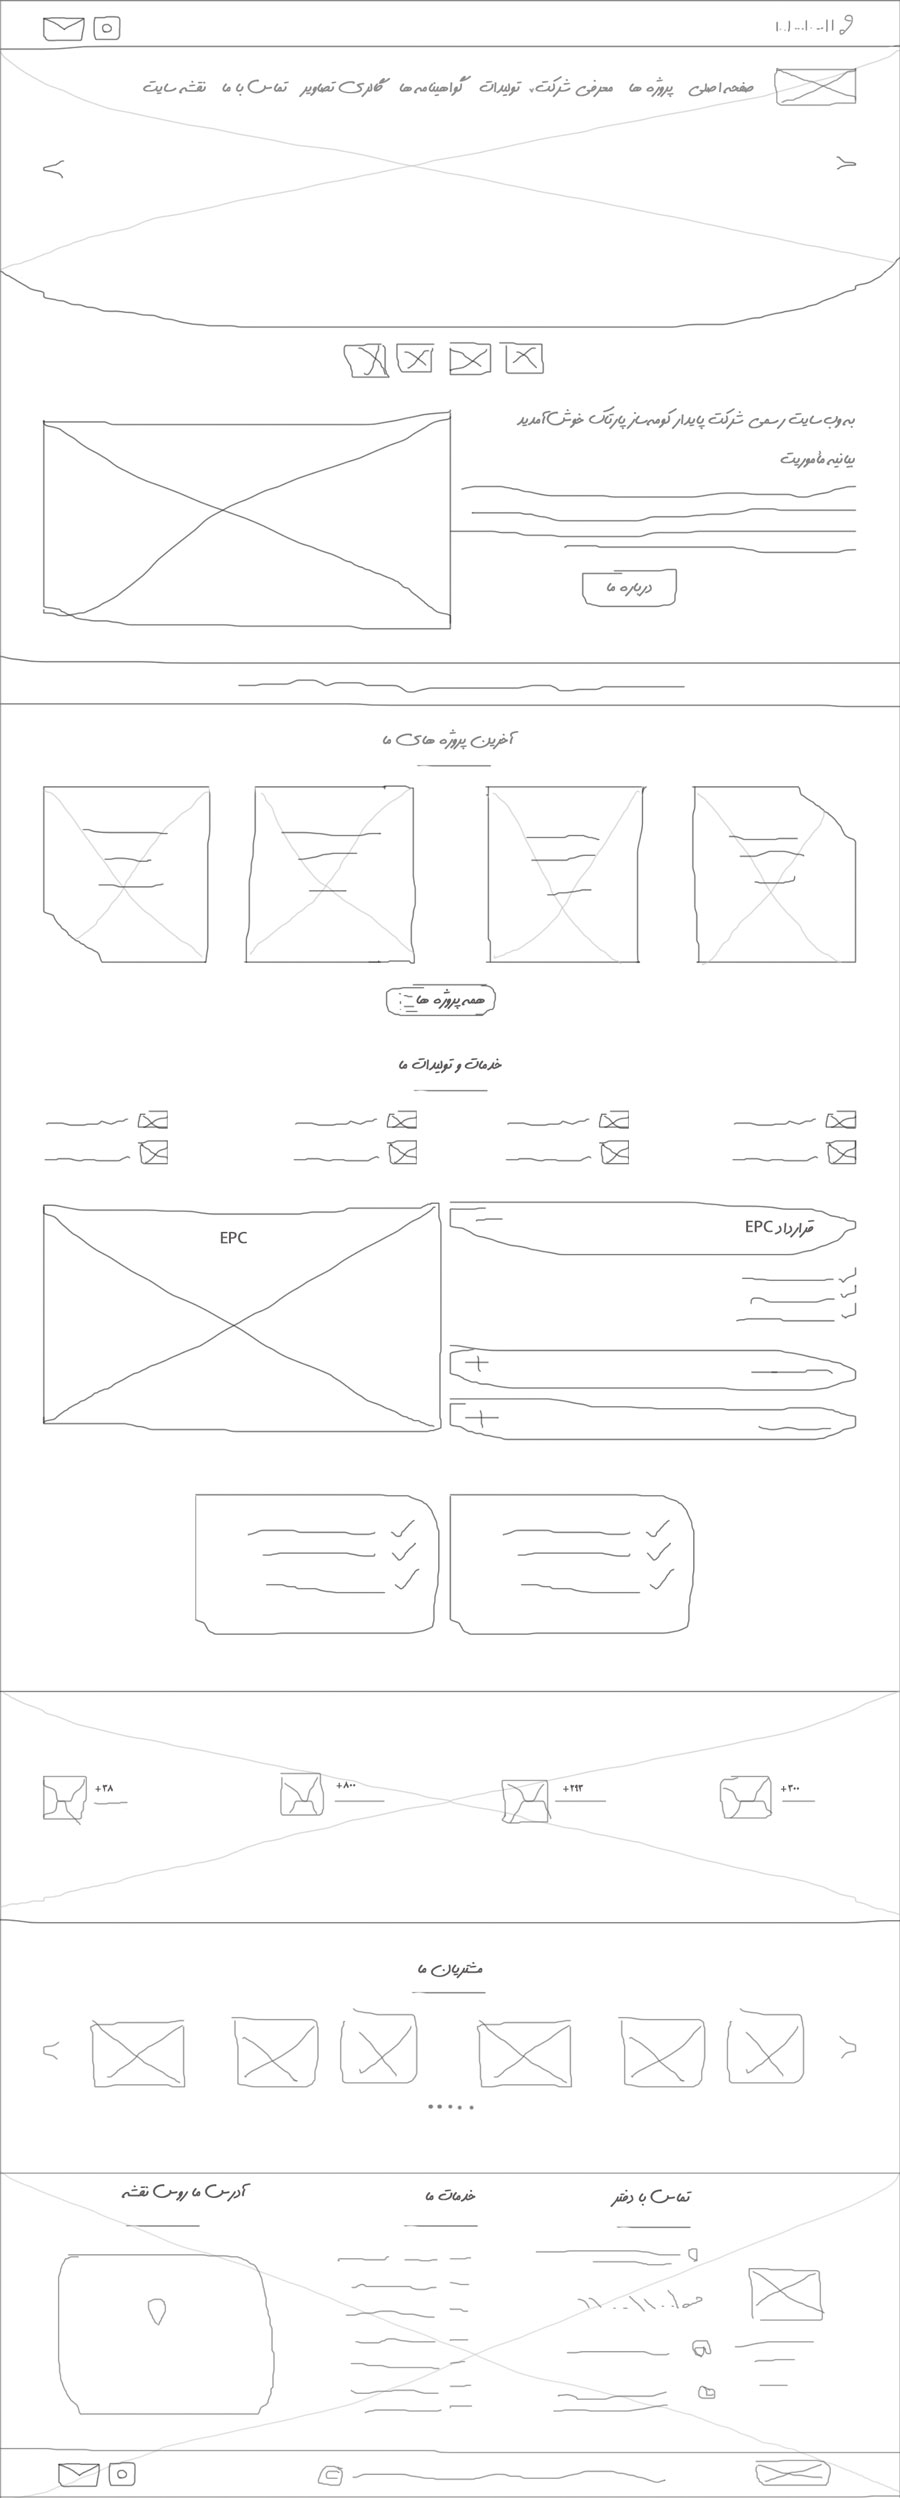 صفحه اصلی پروژه ها معرفی شرکت تولیدات گواهینامه ها گالری تصاویر تماس با ما نقشه سایت
به وب سایت رسمی شرکت پایدار کومه ساز پارتاک خوش آمدید
بیانیه مأموریت
درباره ما
آخرین پروژه های ما
همه پروژه ها
خدمات و تولیدات ما
قرارداد EPC
EPC
+۳۰۰
+۲۹۳
+۸۰۰
+۳۸
مشتریان ما
تماس با دفتر
خدمات ما
آدرس ما روی نقشه